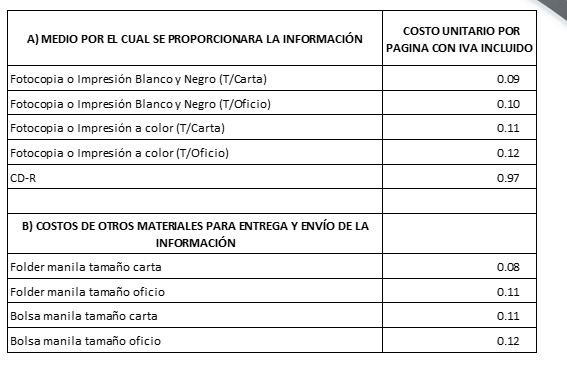 A) MEDIO POR EL CUAL SE PROPORCIONARA LA INFORMACIÓN
COSTO UNITARIO POR
PAGINA CON IVA INCLUIDO
Fotocopia o Impresión Blanco y Negro (T/Carta) 0.09
Fotocopia o Impresión Blanco y Negro (T/Oficio) 0.10
Fotocopia o Impresión a color (T/Carta) 0.11
Fotocopia o Impresión a color (T/Oficio) 0.12
CD-R 0.97
B) COSTOS DE OTROS MATERIALES PARA ENTREGA Y ENVÍO DE LA
INFORMACIÓN
Folder manila tamaño carta 0.08
Folder manila tamaño oficio 0.11
Bolsa manila tamaño carta 0.11
Bolsa manila tamaño oficio 0.12